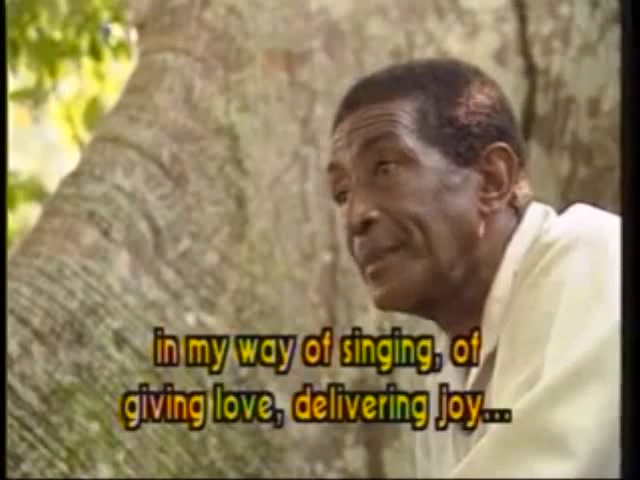 in my way of singing, of
giving love, delivering joy...